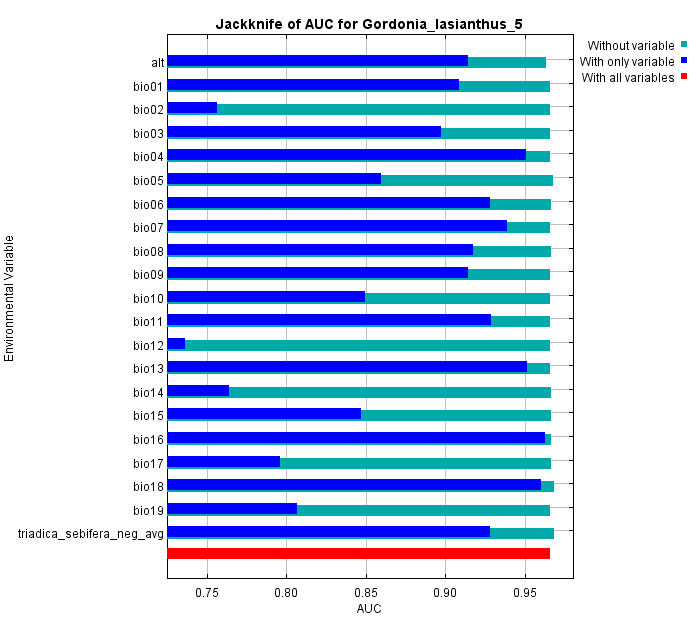 Jackknife of AUC for Gordonia_lasianthus_5
Without variable
With only variable
With all variables
Environmental Variable
alt
bio01
bio02
bio03
bio04
bio05
bio06
bio07
bio08
bio09
bio10
bio11
bio12
bio13
bio14
bio15
bio16
bio17
bio18
bio19
triadica_sebifera_neg_avg
0.75 0.80 0.85 0.90 0.95
AUC